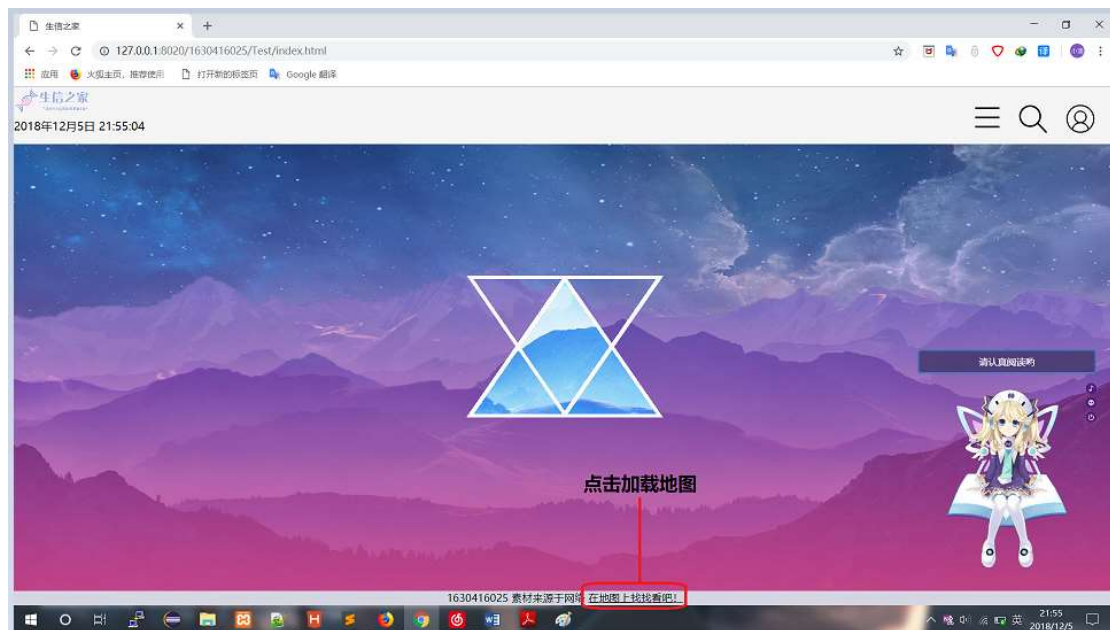 生信之家
127.0.0.1:8020/1630416025/Test/index.html
应用 火狐主页,推荐使用 打开新的标签页 Google 翻译
生信之家
2018年12月5日 21:55:04
请认真阅读哟
点击加载地图
1630416025 素材来源于网络 在地图上找找看吧!
英 21:55
2018/12/5